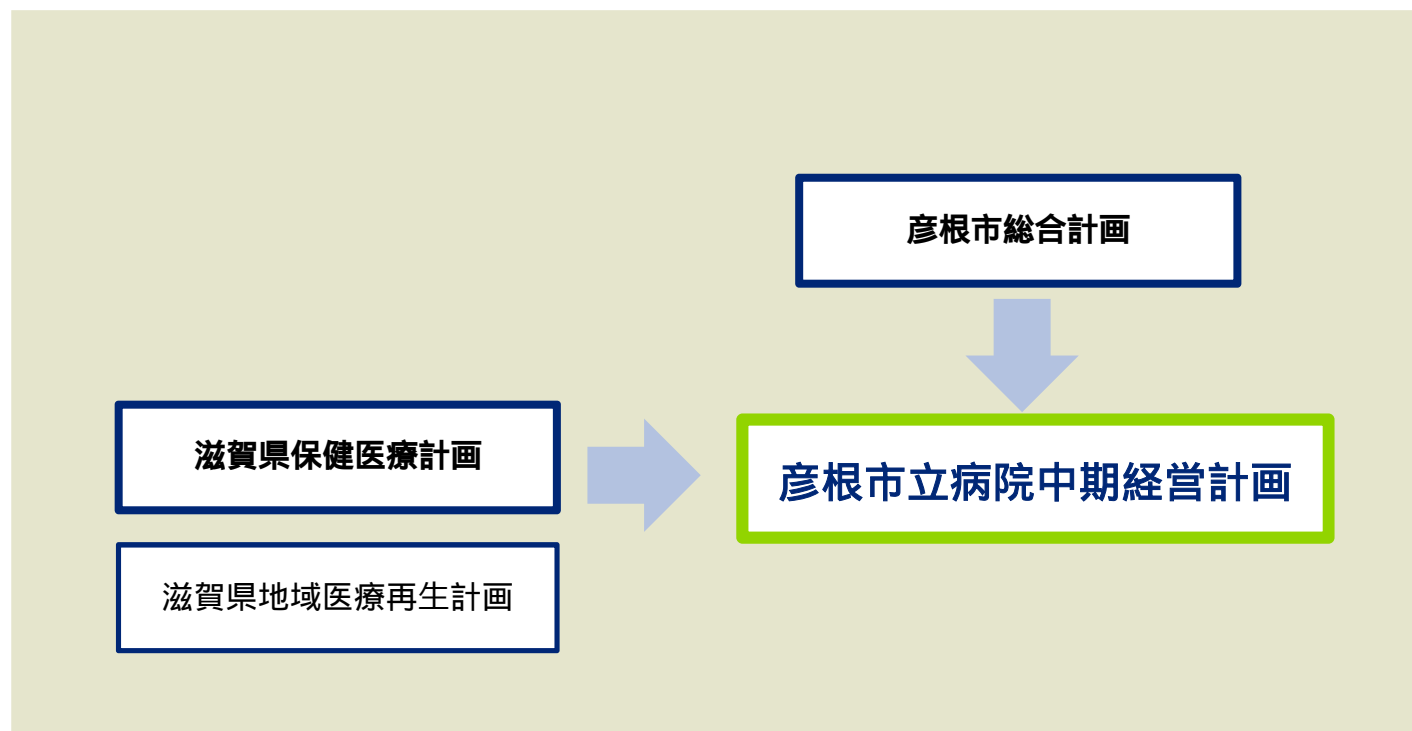 彦根市総合計画
滋賀県保健医療計画
彦根市立病院中期経営計画
滋賀県地域医療再生計画